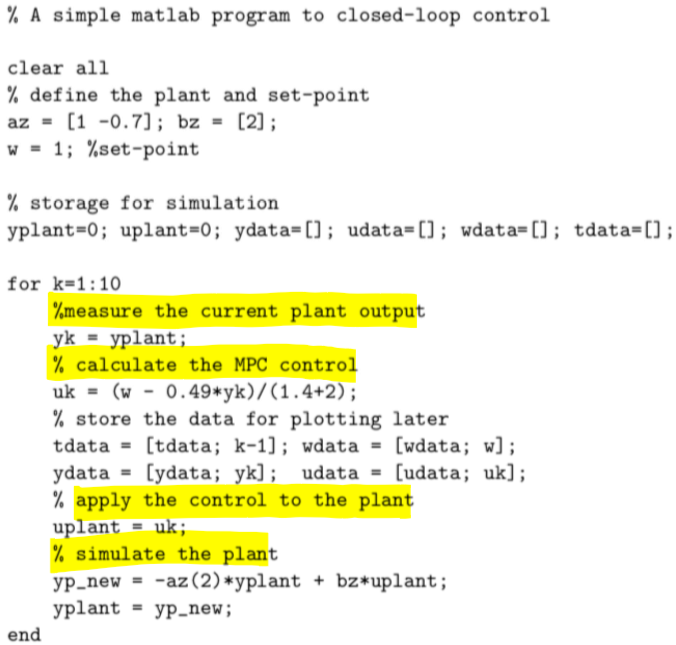 % A simple matlab program to closed-loop control
clear all
% define the plant and set-point
az = [1 -0.7]; bz = [2];
w = 1; %set-point
% storage for simulation
yplant=0; uplant=0; ydata=[]; udata=[]; wdata=[]; tdata=[];
for k=1:10
%measure the current plant output
yk = yplant;
% calculate the MPC control
uk = (w - 0.49*yk)/(1.4+2);
% store the data for plotting later
tdata = [tdata; k-1]; wdata = [wdata; w];
ydata = [ydata; yk]; udata = [udata; uk];
% apply the control to the plant
uplant = uk;
% simulate the plant
yp_new = -az(2)*yplant + bz*uplant;
yplant = yp_new;
end